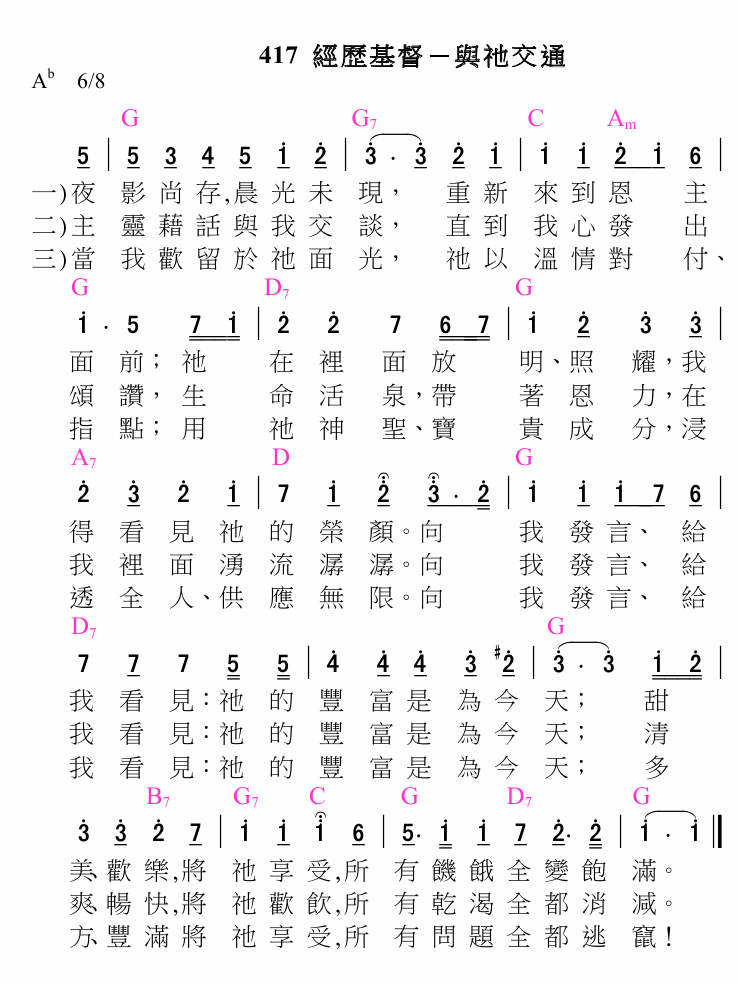 417 經歷基督－與祂交通
A♭ 6/8
G G7 C Am
5 | 5 3 4 5 i 2̇ | 3̇ . 3̇ 2̇ i | i i 2̇ i 6 |
一)夜 影 尚 存,晨 光 未 現， 重 新 來 到 恩 主
二)主 靈 藉 話 與 我 交 談， 直 到 我 心 發 出
三)當 我 歡 留 於 祂 面 光， 祂 以 溫 情 對 付、
G D7 G
i . 5 7 i | 2̇ 2̇ 7 6 7 | i 2̇ 3̇ 3̇ |
面 前； 祂 在 裡 面 放 明、照 耀，我
頌 讚， 生 命 活 泉，帶 著 恩 力，在
指 點； 用 祂 神 聖、寶 貴 成 分，浸
A7 D G
2̇ 3̇ 2̇ i | 7 i 2̇ 3̇ . 2̇ | i i i 7 6 |
得 看 見 祂 的 榮 顏。向 我 發 言、 給
我 裡 面 湧 流 潺 潺。向 我 發 言、 給
透 全 人、供 應 無 限。向 我 發 言、 給
D7 G
7 7 7 5 5 | 4̇ 4̇ 4̇ 3̇ #2̇ | 3̇ . 3̇ i 2̇ |
我 看 見：祂 的 豐 富 是 為 今 天； 甜
我 看 見：祂 的 豐 富 是 為 今 天； 清
我 看 見：祂 的 豐 富 是 為 今 天； 多
B7 G7 C G D7 G
3̇ 3̇ 2̇ 7 | i i i 6 | 5. i i 7 2̇. 2̇ | i . i ‖
美、歡 樂,將 祂 享 受,所 有 饑 餓 全 變 飽 滿。
爽、暢 快,將 祂 歡 飲,所 有 乾 渴 全 都 消 減。
方、豐 滿 將 祂 享 受,所 有 問 題 全 都 逃 竄！